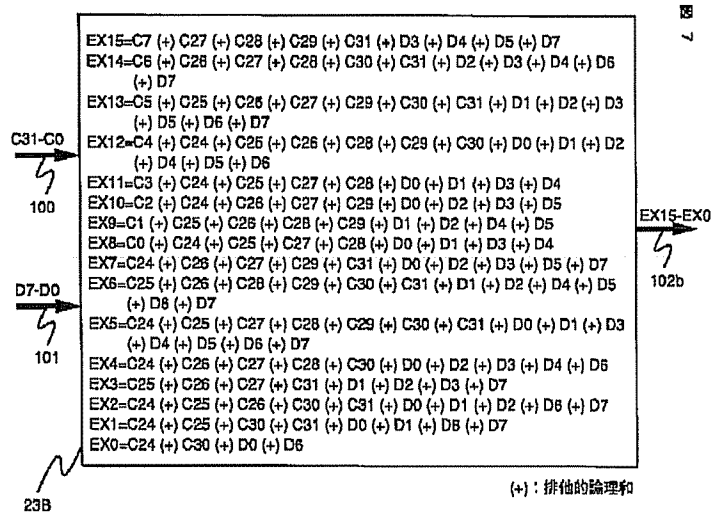 図 7
EX15=C7 (+) C27 (+) C28 (+) C29 (+) C31 (+) D3 (+) D4 (+) D5 (+) D7
EX14=C6 (+) C26 (+) C27 (+) C28 (+) C30 (+) C31 (+) D2 (+) D3 (+) D4 (+) D6
(+) D7
EX13=C5 (+) C25 (+) C26 (+) C27 (+) C29 (+) C30 (+) C31 (+) D1 (+) D2 (+) D3
(+) D5 (+) D6 (+) D7
EX12=C4 (+) C24 (+) C25 (+) C26 (+) C28 (+) C29 (+) C30 (+) D0 (+) D1 (+) D2
(+) D4 (+) D5 (+) D6
EX11=C3 (+) C24 (+) C25 (+) C27 (+) C28 (+) D0 (+) D1 (+) D3 (+) D4
EX10=C2 (+) C24 (+) C26 (+) C27 (+) C29 (+) D0 (+) D2 (+) D3 (+) D5
EX9=C1 (+) C25 (+) C26 (+) C28 (+) C29 (+) D1 (+) D2 (+) D4 (+) D5
EX8=C0 (+) C24 (+) C25 (+) C27 (+) C28 (+) D0 (+) D1 (+) D3 (+) D4
EX7=C24 (+) C26 (+) C27 (+) C29 (+) C31 (+) D0 (+) D2 (+) D3 (+) D5 (+) D7
EX6=C25 (+) C26 (+) C28 (+) C29 (+) C30 (+) C31 (+) D1 (+) D2 (+) D4 (+) D5
(+) D6 (+) D7
EX5=C24 (+) C25 (+) C27 (+) C28 (+) C29 (+) C30 (+) C31 (+) D0 (+) D1 (+) D3
(+) D4 (+) D5 (+) D6 (+) D7
EX4=C24 (+) C26 (+) C27 (+) C28 (+) C30 (+) D0 (+) D2 (+) D3 (+) D4 (+) D6
EX3=C25 (+) C26 (+) C27 (+) C31 (+) D1 (+) D2 (+) D3 (+) D7
EX2=C24 (+) C25 (+) C26 (+) C30 (+) C31 (+) D0 (+) D1 (+) D2 (+) D6 (+) D7
EX1=C24 (+) C25 (+) C30 (+) C31 (+) D0 (+) D1 (+) D6 (+) D7
EX0=C24 (+) C30 (+) D0 (+) D6
C31-C0
100
D7-D0
101
EX15-EX0
102b
23B
(+)：排他的論理和